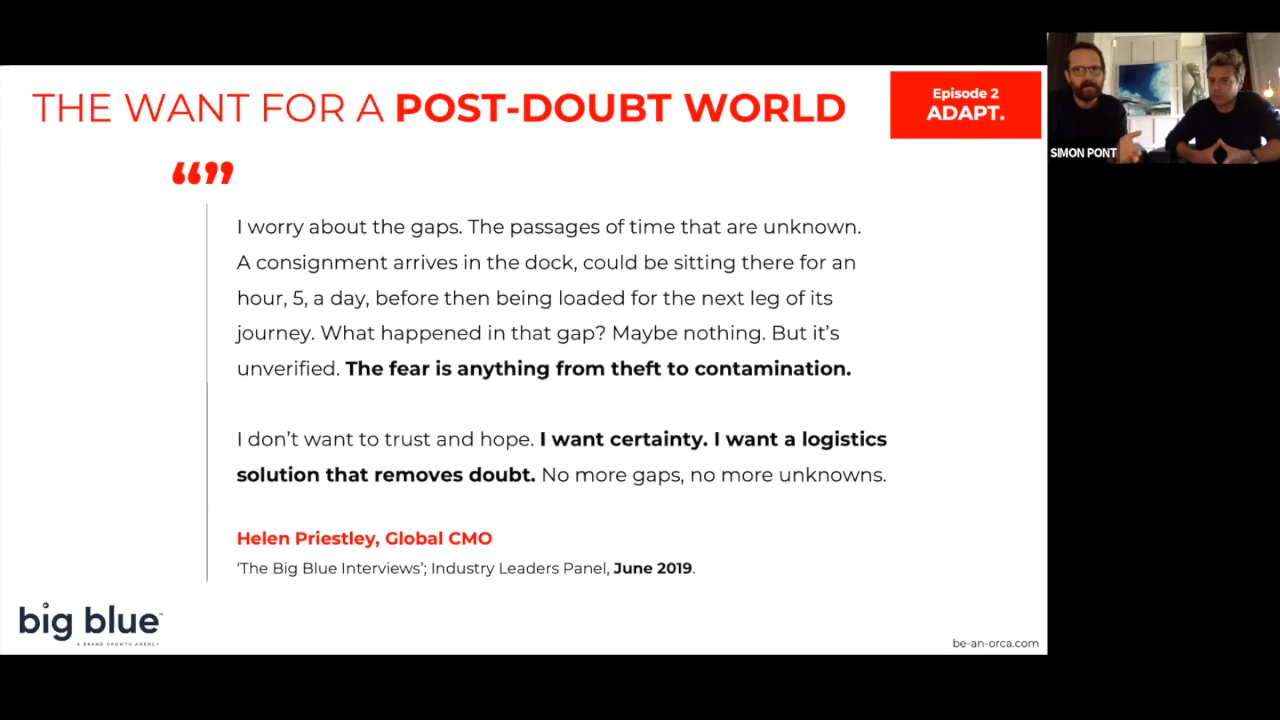 THE WANT FOR A POST-DOUBT WORLD
Episode 2
ADAPT.
SIMON PONT
“”
I worry about the gaps. The passages of time that are unknown.
A consignment arrives in the dock, could be sitting there for an
hour, 5, a day, before then being loaded for the next leg of its
journey. What happened in that gap? Maybe nothing. But it’s
unverified. The fear is anything from theft to contamination.
I don’t want to trust and hope. I want certainty. I want a logistics
solution that removes doubt. No more gaps, no more unknowns.
Helen Priestley, Global CMO
‘The Big Blue Interviews’; Industry Leaders Panel, June 2019.
big blue™
A BRAND GROWTH AGENCY
be-an-orca.com